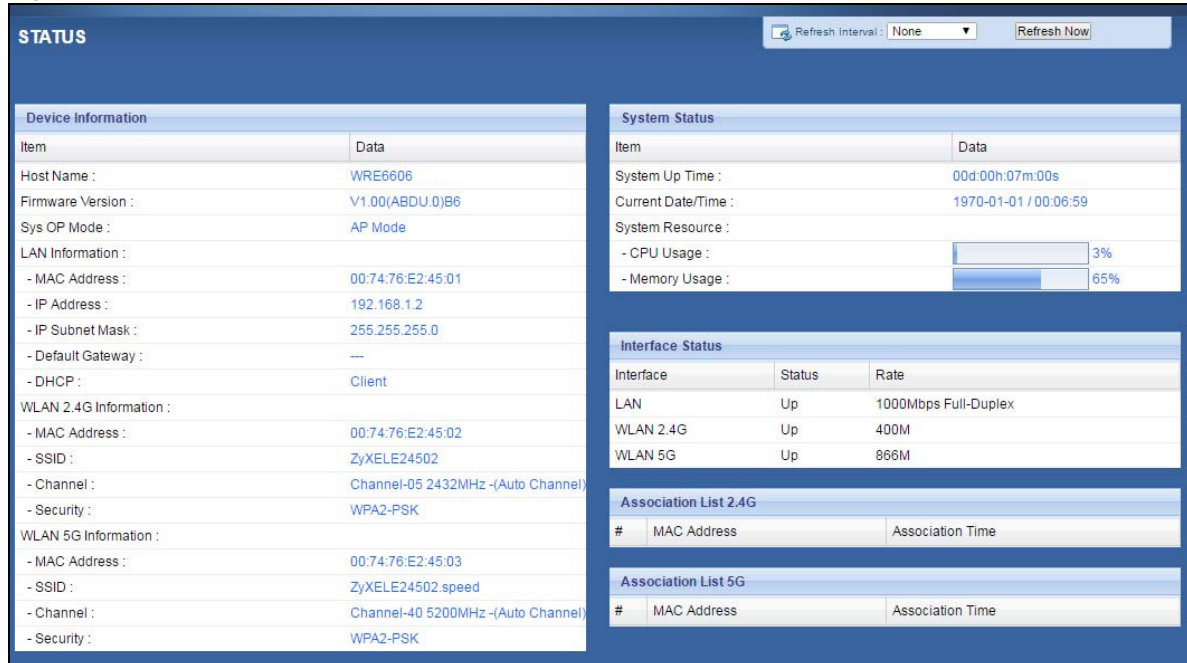 STATUS
Refresh Interval : None Refresh Now
Device Information
Item Data
Host Name : WRE6606
Firmware Version : V1.00(ABDU.0)B6
Sys OP Mode : AP Mode
LAN Information :
- MAC Address : 00:74:76:E2:45:01
- IP Address : 192.168.1.2
- IP Subnet Mask : 255.255.255.0
- Default Gateway : ---
- DHCP : Client
WLAN 2.4G Information :
- MAC Address : 00:74:76:E2:45:02
- SSID : ZyXELE24502
- Channel : Channel-05 2432MHz -(Auto Channel)
- Security : WPA2-PSK
WLAN 5G Information :
- MAC Address : 00:74:76:E2:45:03
- SSID : ZyXELE24502.speed
- Channel : Channel-40 5200MHz -(Auto Channel)
- Security : WPA2-PSK
System Status
Item Data
System Up Time : 00d:00h:07m:00s
Current Date/Time : 1970-01-01 / 00:06:59
System Resource :
- CPU Usage : 3%
- Memory Usage : 65%
Interface Status
Interface Status Rate
LAN Up 1000Mbps Full-Duplex
WLAN 2.4G Up 400M
WLAN 5G Up 866M
Association List 2.4G
# MAC Address Association Time
Association List 5G
# MAC Address Association Time